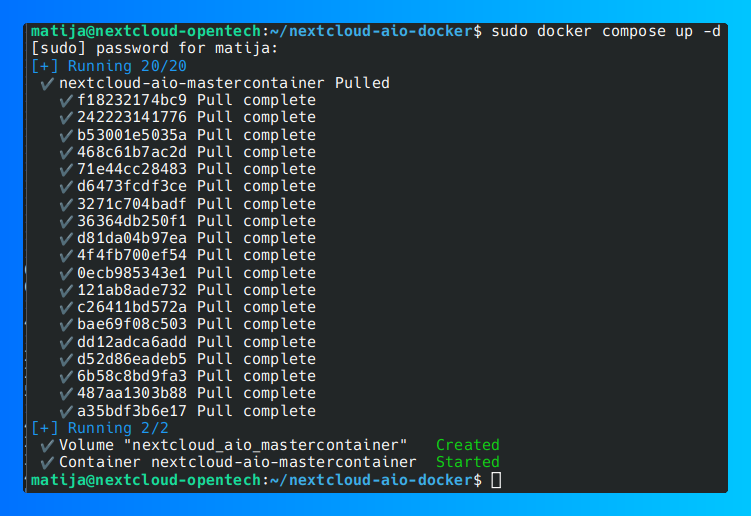 matija@nextcloud-opentech:~/nextcloud-aio-docker$ sudo docker compose up -d
[sudo] password for matija:
[+] Running 20/20
✔ nextcloud-aio-mastercontainer Pulled
✔ f18232174bc9 Pull complete
✔ 242223141776 Pull complete
✔ b53001e5035a Pull complete
✔ 468c61b7ac2d Pull complete
✔ 71e44cc28483 Pull complete
✔ d6473fcdf3ce Pull complete
✔ 3271c704badf Pull complete
✔ 36364db250f1 Pull complete
✔ d81da04b97ea Pull complete
✔ 4f4fb700ef54 Pull complete
✔ 0ecb985343e1 Pull complete
✔ 121ab8ade732 Pull complete
✔ c26411bd572a Pull complete
✔ bae69f08c503 Pull complete
✔ dd12adca6add Pull complete
✔ d52d86eadeb5 Pull complete
✔ 6b58c8bd9fa3 Pull complete
✔ 487aa1303b88 Pull complete
✔ a35bdf3b6e17 Pull complete
[+] Running 2/2
✔ Volume "nextcloud_aio_mastercontainer" Created
✔ Container nextcloud-aio-mastercontainer Started
matija@nextcloud-opentech:~/nextcloud-aio-docker$